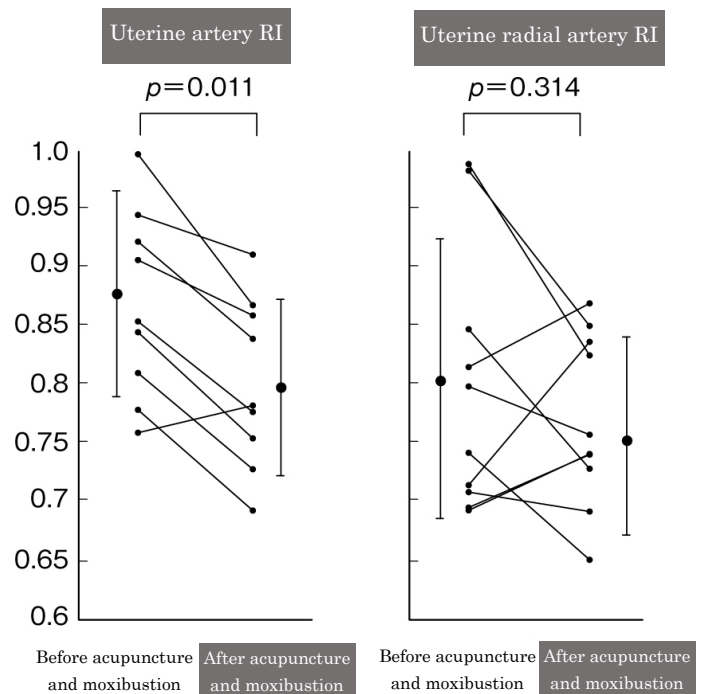 Uterine artery RI
Uterine radial artery RI
p=0.011
p=0.314
1.0
0.95
0.9
0.85
0.8
0.75
0.7
0.65
0.6
Before acupuncture
and moxibustion
After acupuncture
and moxibustion
Before acupuncture
and moxibustion
After acupuncture
and moxibustion